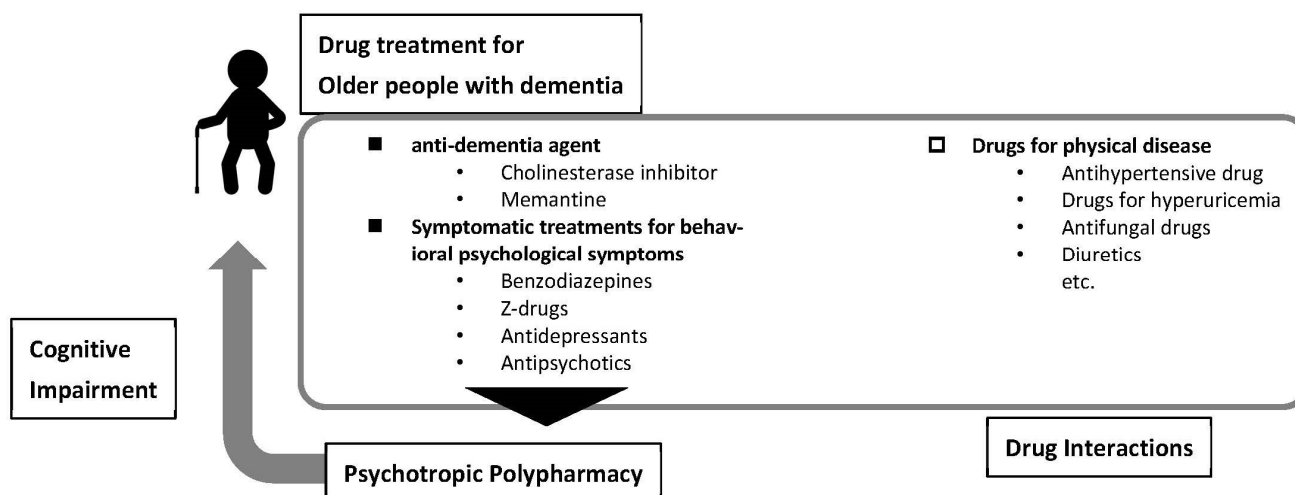 Drug treatment for
Older people with dementia
■ anti-dementia agent
• Cholinesterase inhibitor
• Memantine
■ Symptomatic treatments for behav-
ioral psychological symptoms
• Benzodiazepines
• Z-drugs
• Antidepressants
• Antipsychotics
Drugs for physical disease
• Antihypertensive drug
• Drugs for hyperuricemia
• Antifungal drugs
• Diuretics
etc.
Cognitive
Impairment
Psychotropic Polypharmacy
Drug Interactions